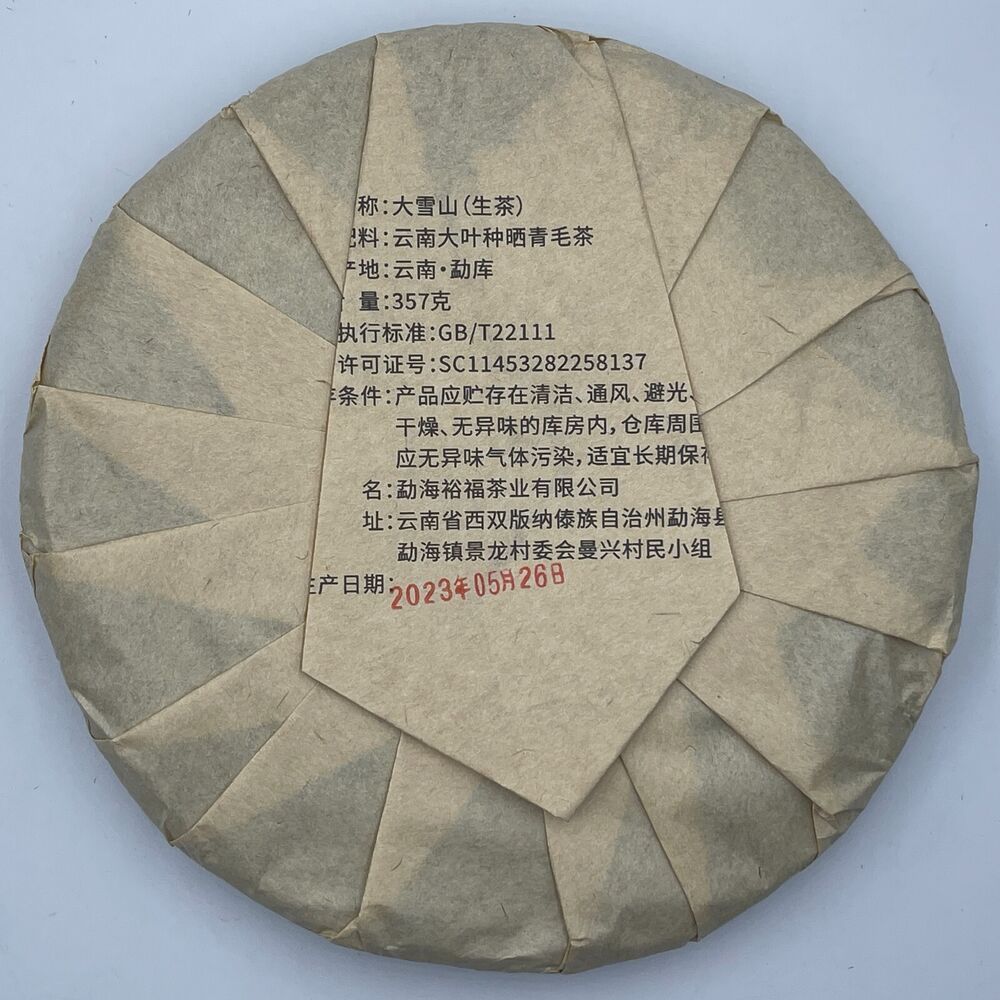 称：大雪山（生茶）
料：云南大叶种晒青毛茶
产地：云南·勐库
量：357克
执行标准：GB/T22111
许可证号：SC11453282258137
条件：产品应贮存在清洁、通风、避光、
干燥、无异味的库房内，仓库周围
应无异味气体污染，适宜长期保存
名：勐海裕福茶业有限公司
址：云南省西双版纳傣族自治州勐海县
勐海镇景龙村委会曼兴村民小组
生产日期：2023年05月26日